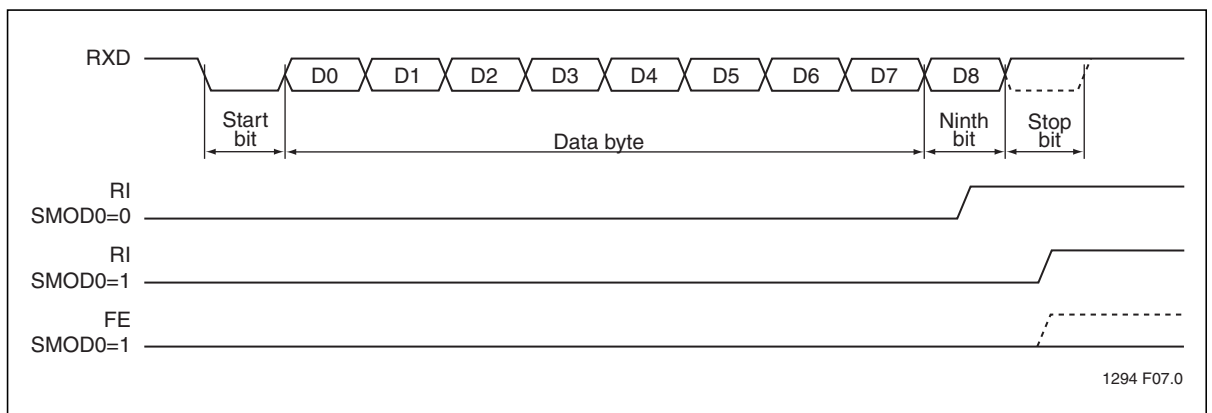 RXD
D0 D1 D2 D3 D4 D5 D6 D7 D8
Start
bit
Data byte
Ninth
bit
Stop
bit
RI
SMOD0=0
RI
SMOD0=1
FE
SMOD0=1
1294 F07.0